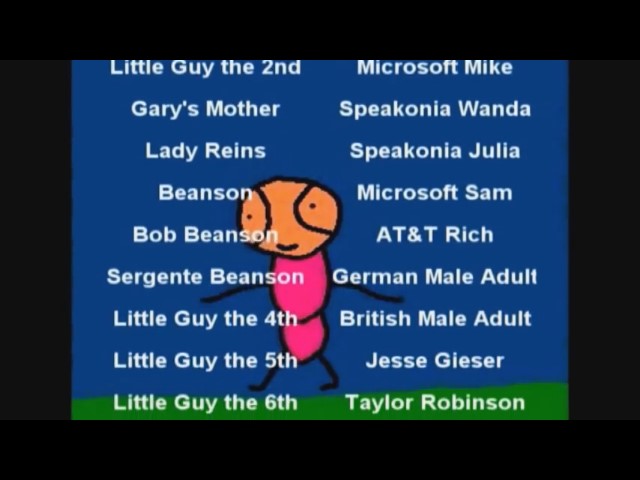 Little Guy the 2nd Microsoft Mike
Gary's Mother Speakonia Wanda
Lady Reins Speakonia Julia
Beanson Microsoft Sam
Bob Beanson AT&T Rich
Sergente Beanson German Male Adult
Little Guy the 4th British Male Adult
Little Guy the 5th Jesse Gieser
Little Guy the 6th Taylor Robinson